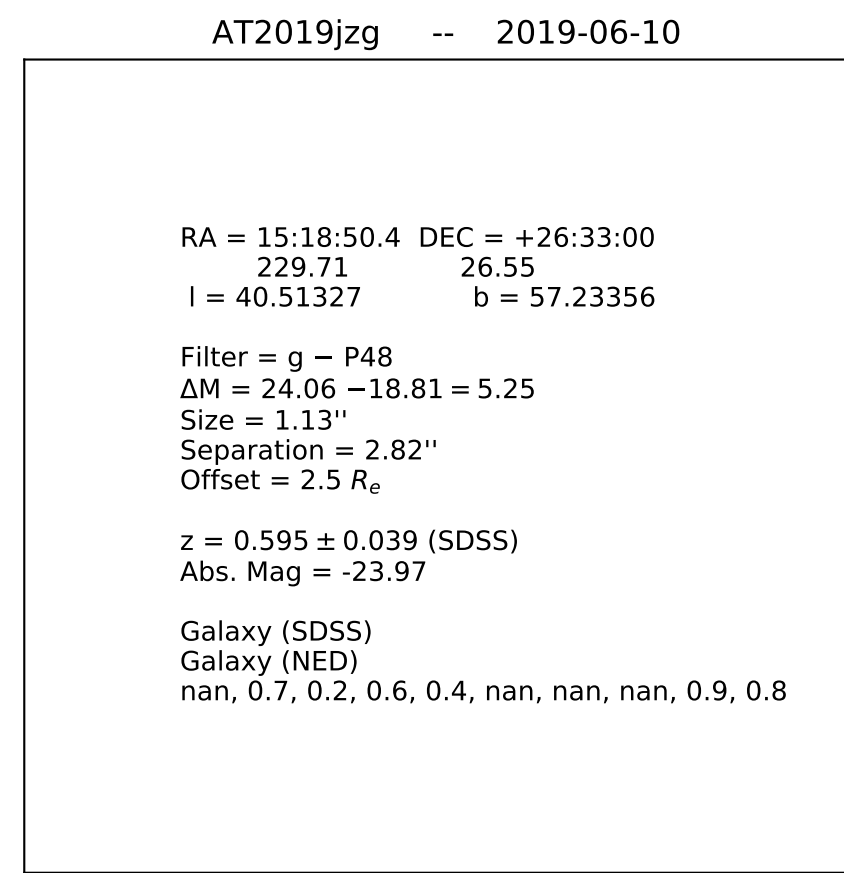 AT2019jzg -- 2019-06-10
RA = 15:18:50.4 DEC = +26:33:00
229.71 26.55
l = 40.51327 b = 57.23356
Filter = g − P48
ΔM = 24.06 −18.81 = 5.25
Size = 1.13''
Separation = 2.82''
Offset = 2.5 Re
z = 0.595 ± 0.039 (SDSS)
Abs. Mag = -23.97
Galaxy (SDSS)
Galaxy (NED)
nan, 0.7, 0.2, 0.6, 0.4, nan, nan, nan, 0.9, 0.8